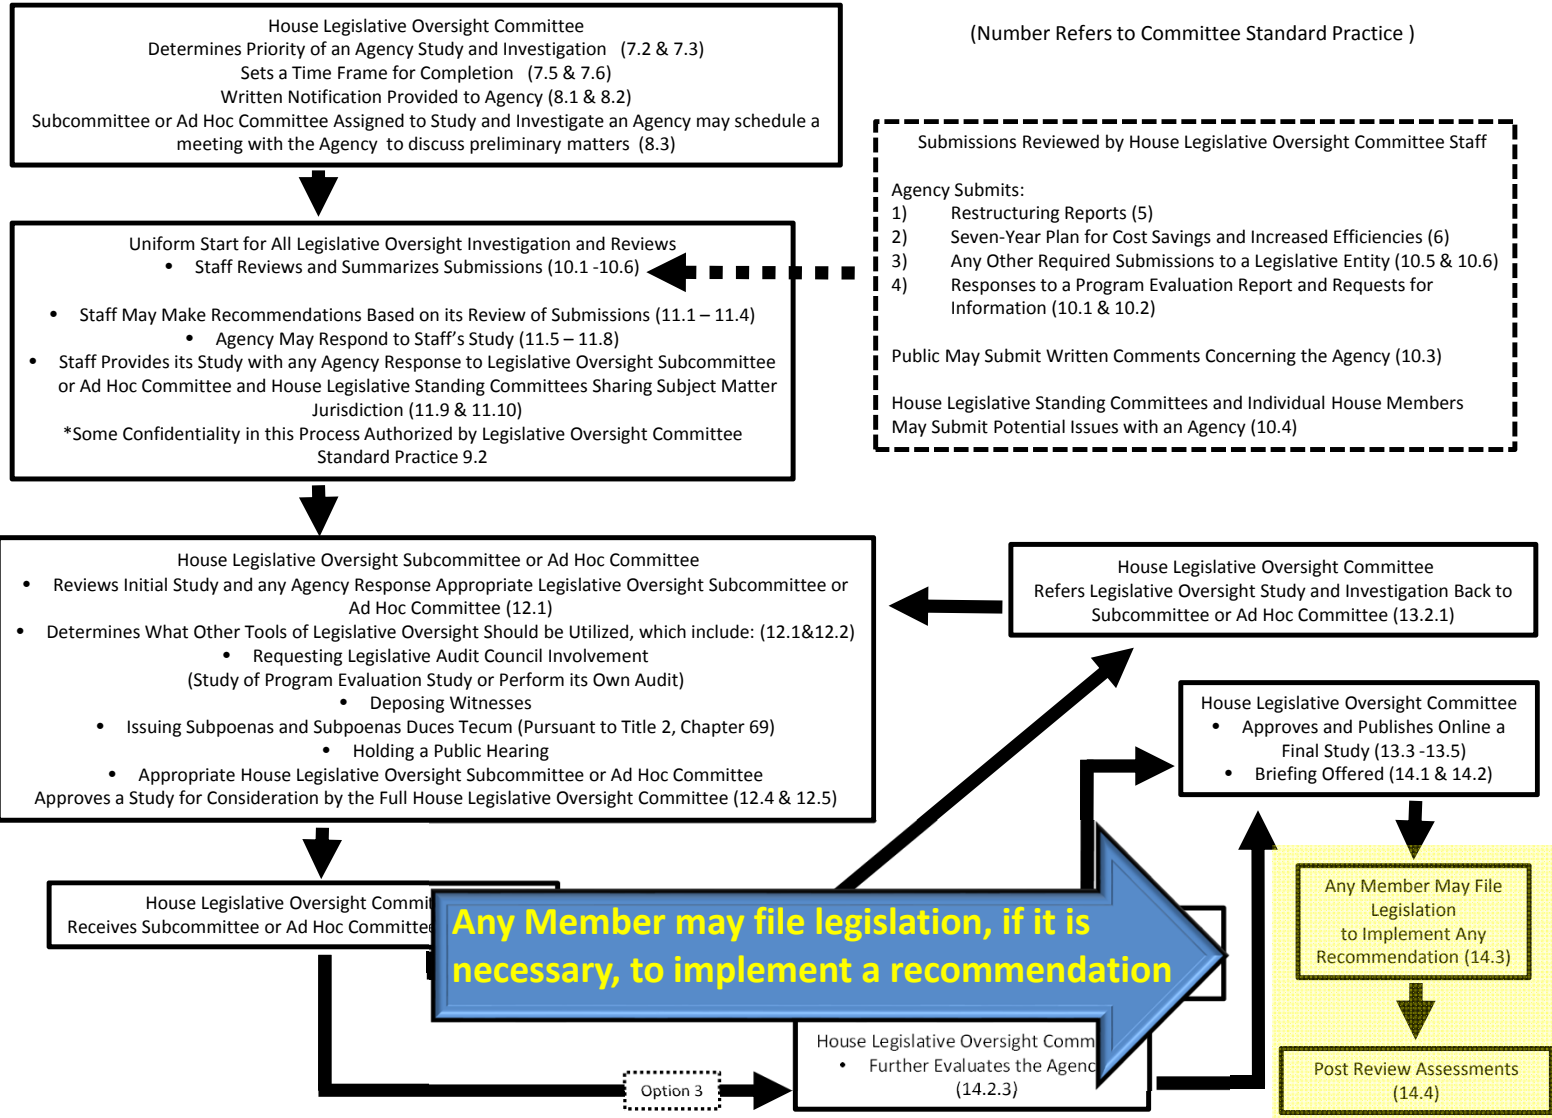 House Legislative Oversight Committee
Determines Priority of an Agency Study and Investigation (7.2 & 7.3)
Sets a Time Frame for Completion (7.5 & 7.6)
Written Notification Provided to Agency (8.1 & 8.2)
Subcommittee or Ad Hoc Committee Assigned to Study and Investigate an Agency may schedule a
meeting with the Agency to discuss preliminary matters (8.3)
(Number Refers to Committee Standard Practice )
Submissions Reviewed by House Legislative Oversight Committee Staff
Agency Submits:
1) Restructuring Reports (5)
2) Seven-Year Plan for Cost Savings and Increased Efficiencies (6)
3) Any Other Required Submissions to a Legislative Entity (10.5 & 10.6)
4) Responses to a Program Evaluation Report and Requests for
Information (10.1 & 10.2)
Public May Submit Written Comments Concerning the Agency (10.3)
House Legislative Standing Committees and Individual House Members
May Submit Potential Issues with an Agency (10.4)
Uniform Start for All Legislative Oversight Investigation and Reviews
• Staff Reviews and Summarizes Submissions (10.1 -10.6)
• Staff May Make Recommendations Based on its Review of Submissions (11.1 – 11.4)
• Agency May Respond to Staff's Study (11.5 – 11.8)
• Staff Provides its Study with any Agency Response to Legislative Oversight Subcommittee
or Ad Hoc Committee and House Legislative Standing Committees Sharing Subject Matter
Jurisdiction (11.9 & 11.10)
*Some Confidentiality in this Process Authorized by Legislative Oversight Committee
Standard Practice 9.2
House Legislative Oversight Subcommittee or Ad Hoc Committee
• Reviews Initial Study and any Agency Response Appropriate Legislative Oversight Subcommittee or
Ad Hoc Committee (12.1)
• Determines What Other Tools of Legislative Oversight Should be Utilized, which include: (12.1&12.2)
• Requesting Legislative Audit Council Involvement
(Study of Program Evaluation Study or Perform its Own Audit)
• Deposing Witnesses
• Issuing Subpoenas and Subpoenas Duces Tecum (Pursuant to Title 2, Chapter 69)
• Holding a Public Hearing
• Appropriate House Legislative Oversight Subcommittee or Ad Hoc Committee
Approves a Study for Consideration by the Full House Legislative Oversight Committee (12.4 & 12.5)
House Legislative Oversight Committee
Refers Legislative Oversight Study and Investigation Back to
Subcommittee or Ad Hoc Committee (13.2.1)
House Legislative Oversight Committee
• Approves and Publishes Online a
Final Study (13.3 -13.5)
• Briefing Offered (14.1 & 14.2)
Any Member May File
Legislation
to Implement Any
Recommendation (14.3)
Post Review Assessments
(14.4)
House Legislative Oversight Commi
Receives Subcommittee or Ad Hoc Committee
Any Member may file legislation, if it is
necessary, to implement a recommendation
House Legislative Oversight Comm
• Further Evaluates the Agenc
(14.2.3)
Option 3